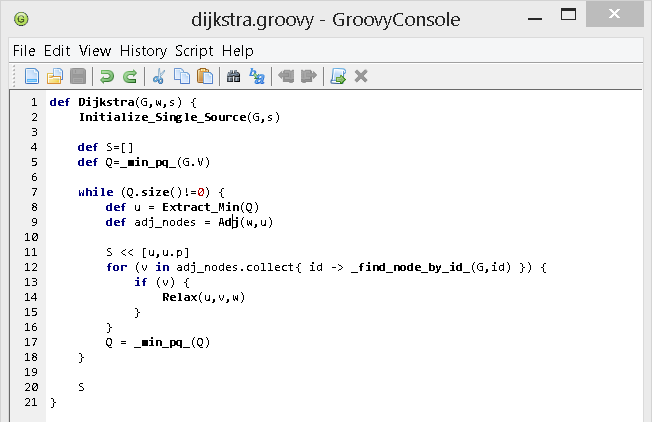 dijkstra.groovy - GroovyConsole
File Edit View History Script Help
1 def Dijkstra(G,w,s) {
2     Initialize_Single_Source(G,s)
3
4     def S=[]
5     def Q=_min_pq_(G.V)
6
7     while (Q.size()!=0) {
8         def u = Extract_Min(Q)
9         def adj_nodes = Adj(w,u)
10
11         S << [u,u.p]
12         for (v in adj_nodes.collect{ id -> _find_node_by_id_(G,id) }) {
13             if (v) {
14                 Relax(u,v,w)
15             }
16         }
17         Q = _min_pq_(Q)
18     }
19
20     S
21 }